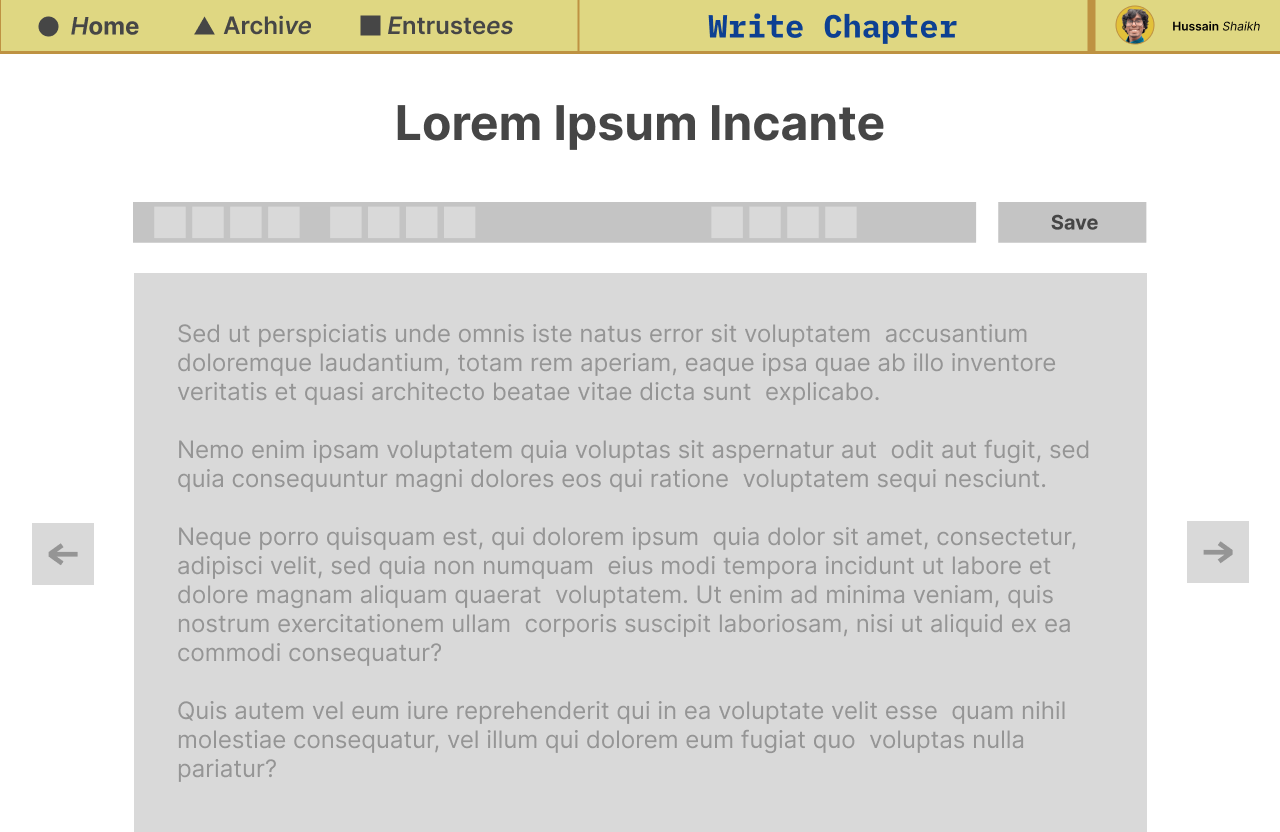 Home
Archive
Entrustees
Write Chapter
Hussain Shaikh
Lorem Ipsum Incante
Save
Sed ut perspiciatis unde omnis iste natus error sit voluptatem  accusantium
doloremque laudantium, totam rem aperiam, eaque ipsa quae ab illo inventore
veritatis et quasi architecto beatae vitae dicta sunt  explicabo.
Nemo enim ipsam voluptatem quia voluptas sit aspernatur aut  odit aut fugit, sed
quia consequuntur magni dolores eos qui ratione  voluptatem sequi nesciunt.
Neque porro quisquam est, qui dolorem ipsum  quia dolor sit amet, consectetur,
adipisci velit, sed quia non numquam  eius modi tempora incidunt ut labore et
dolore magnam aliquam quaerat  voluptatem. Ut enim ad minima veniam, quis
nostrum exercitationem ullam  corporis suscipit laboriosam, nisi ut aliquid ex ea
commodi consequatur?
Quis autem vel eum iure reprehenderit qui in ea voluptate velit esse  quam nihil
molestiae consequatur, vel illum qui dolorem eum fugiat quo  voluptas nulla
pariatur?